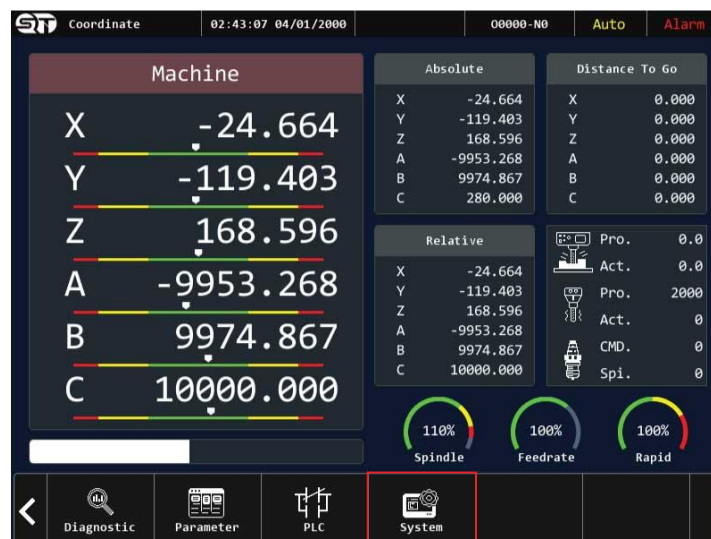 ST Coordinate 02:43:07 04/01/2000 O0000-N0 Auto Alarm
Machine
X -24.664
Y -119.403
Z 168.596
A -9953.268
B 9974.867
C 10000.000
Absolute
X -24.664
Y -119.403
Z 168.596
A -9953.268
B 9974.867
C 280.000
Distance To Go
X 0.000
Y 0.000
Z 0.000
A 0.000
B 0.000
C 0.000
Relative
X -24.664
Y -119.403
Z 168.596
A -9953.268
B 9974.867
C 10000.000
Pro. 0.0
Act. 0.0
Pro. 2000
Act. 0
CMD. 0
Spi. 0
110% 100% 100%
Spindle Feedrate Rapid
Diagnostic Parameter PLC System